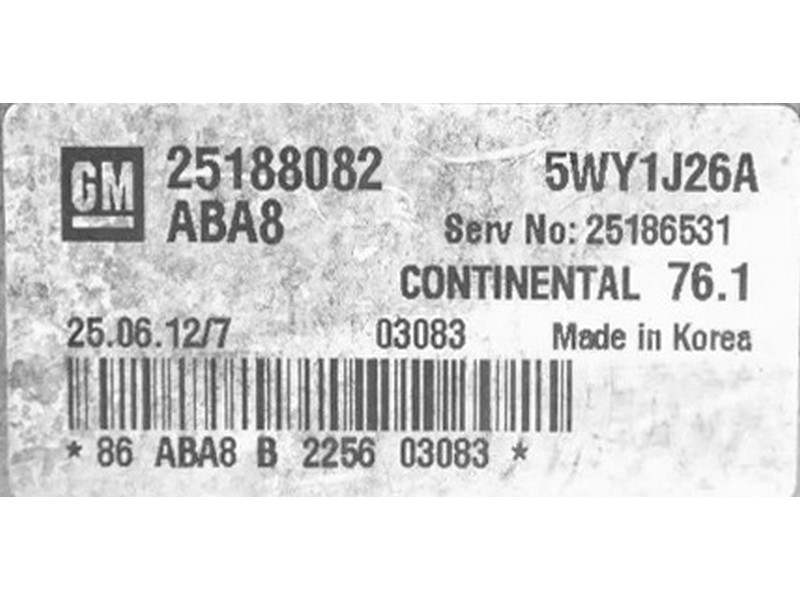 GM 25188082 5WY1J26A
ABA8 Serv No: 25186531
CONTINENTAL 76.1
25.06.12/7 03083 Made in Korea
* 86 ABA8 B 2256 03083 *